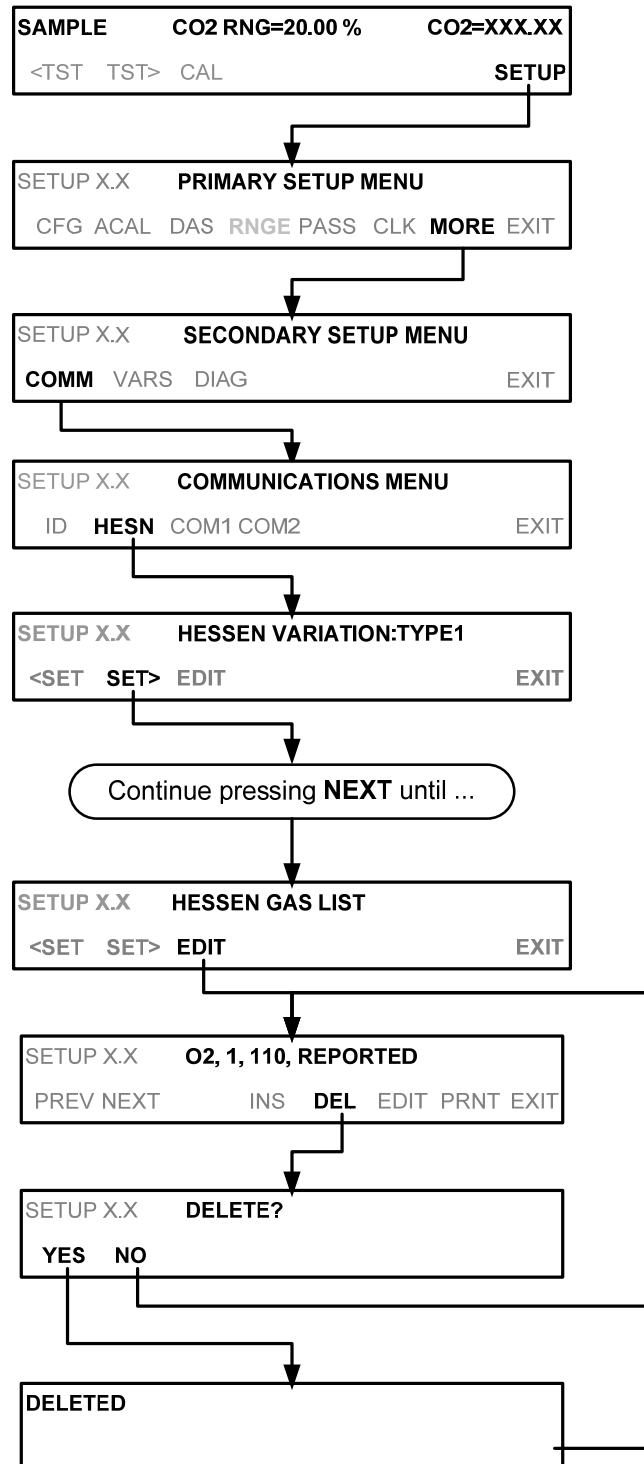 SAMPLE CO2 RNG=20.00 % CO2=XXX.XX
<TST TST> CAL SETUP
SETUP X.X PRIMARY SETUP MENU
CFG ACAL DAS RNGE PASS CLK MORE EXIT
SETUP X.X SECONDARY SETUP MENU
COMM VARS DIAG EXIT
SETUP X.X COMMUNICATIONS MENU
ID HESN COM1 COM2 EXIT
SETUP X.X HESSEN VARIATION:TYPE1
<SET SET> EDIT EXIT
Continue pressing NEXT until ...
SETUP X.X HESSEN GAS LIST
<SET SET> EDIT EXIT
SETUP X.X O2, 1, 110, REPORTED
PREV NEXT INS DEL EDIT PRNT EXIT
SETUP X.X DELETE?
YES NO
DELETED